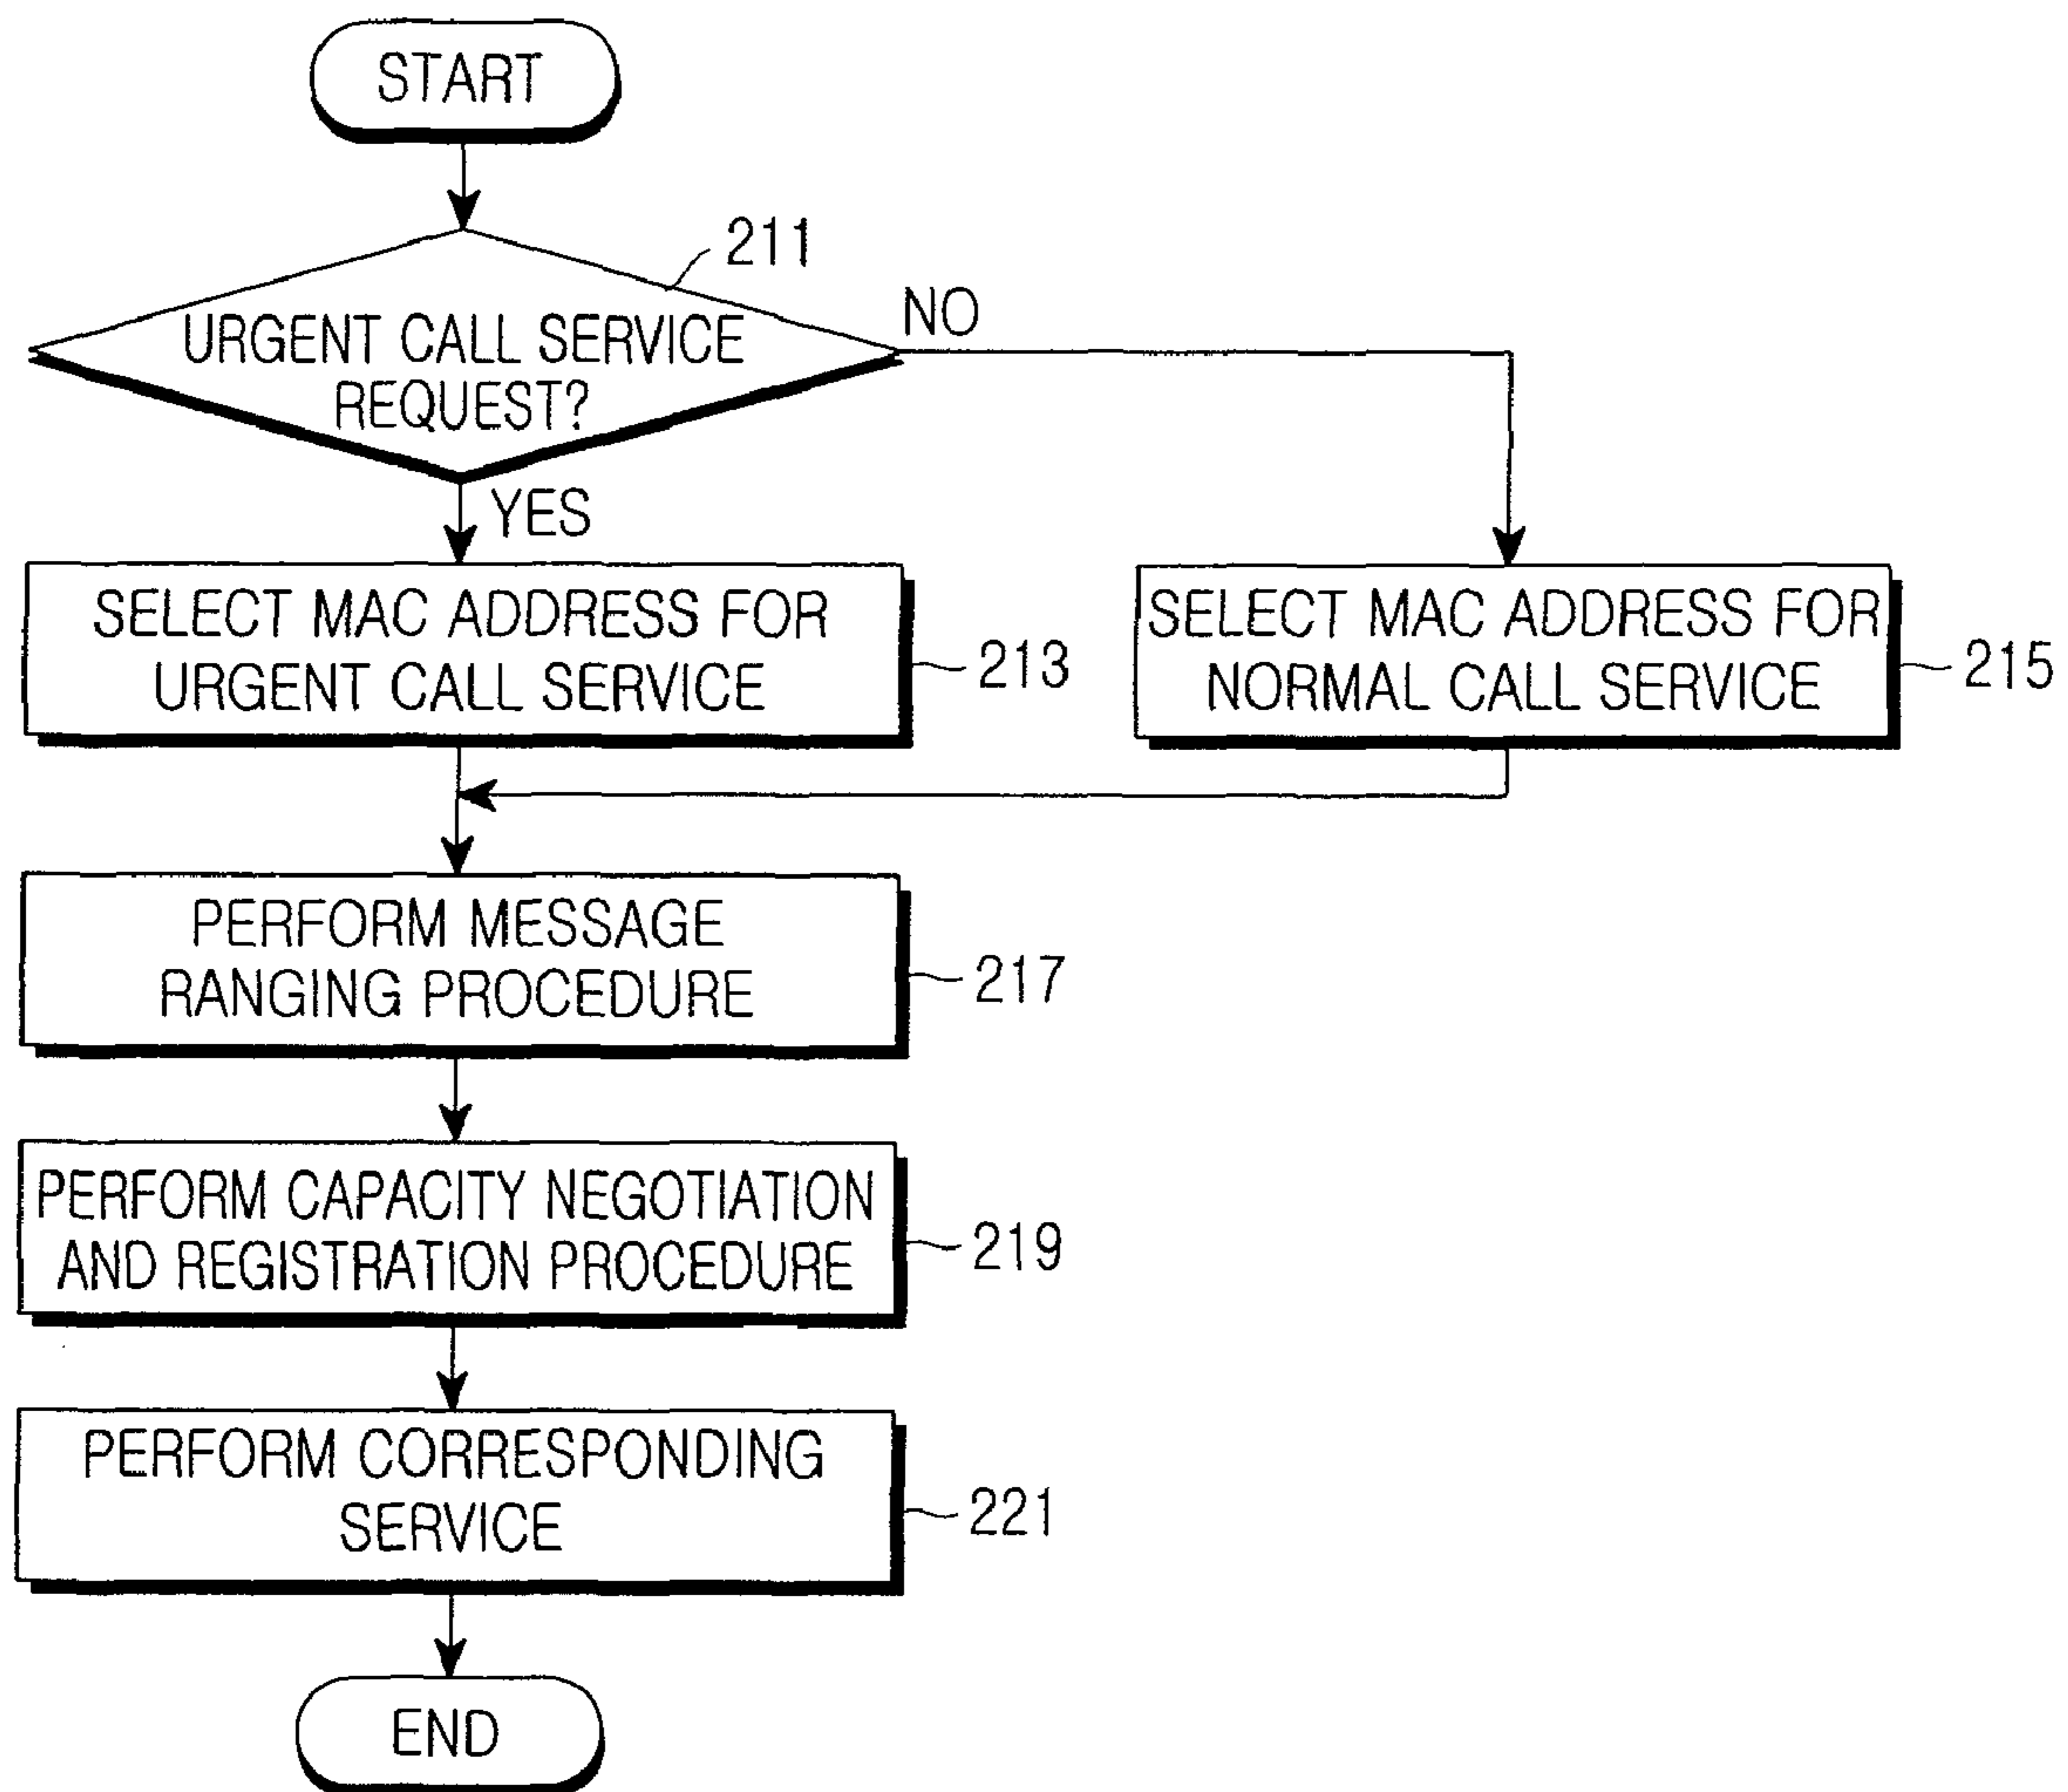 START
211
URGENT CALL SERVICE
REQUEST?
NO
YES
SELECT MAC ADDRESS FOR
URGENT CALL SERVICE
213
SELECT MAC ADDRESS FOR
NORMAL CALL SERVICE
215
PERFORM MESSAGE
RANGING PROCEDURE
217
PERFORM CAPACITY NEGOTIATION
AND REGISTRATION PROCEDURE
219
PERFORM CORRESPONDING
SERVICE
221
END